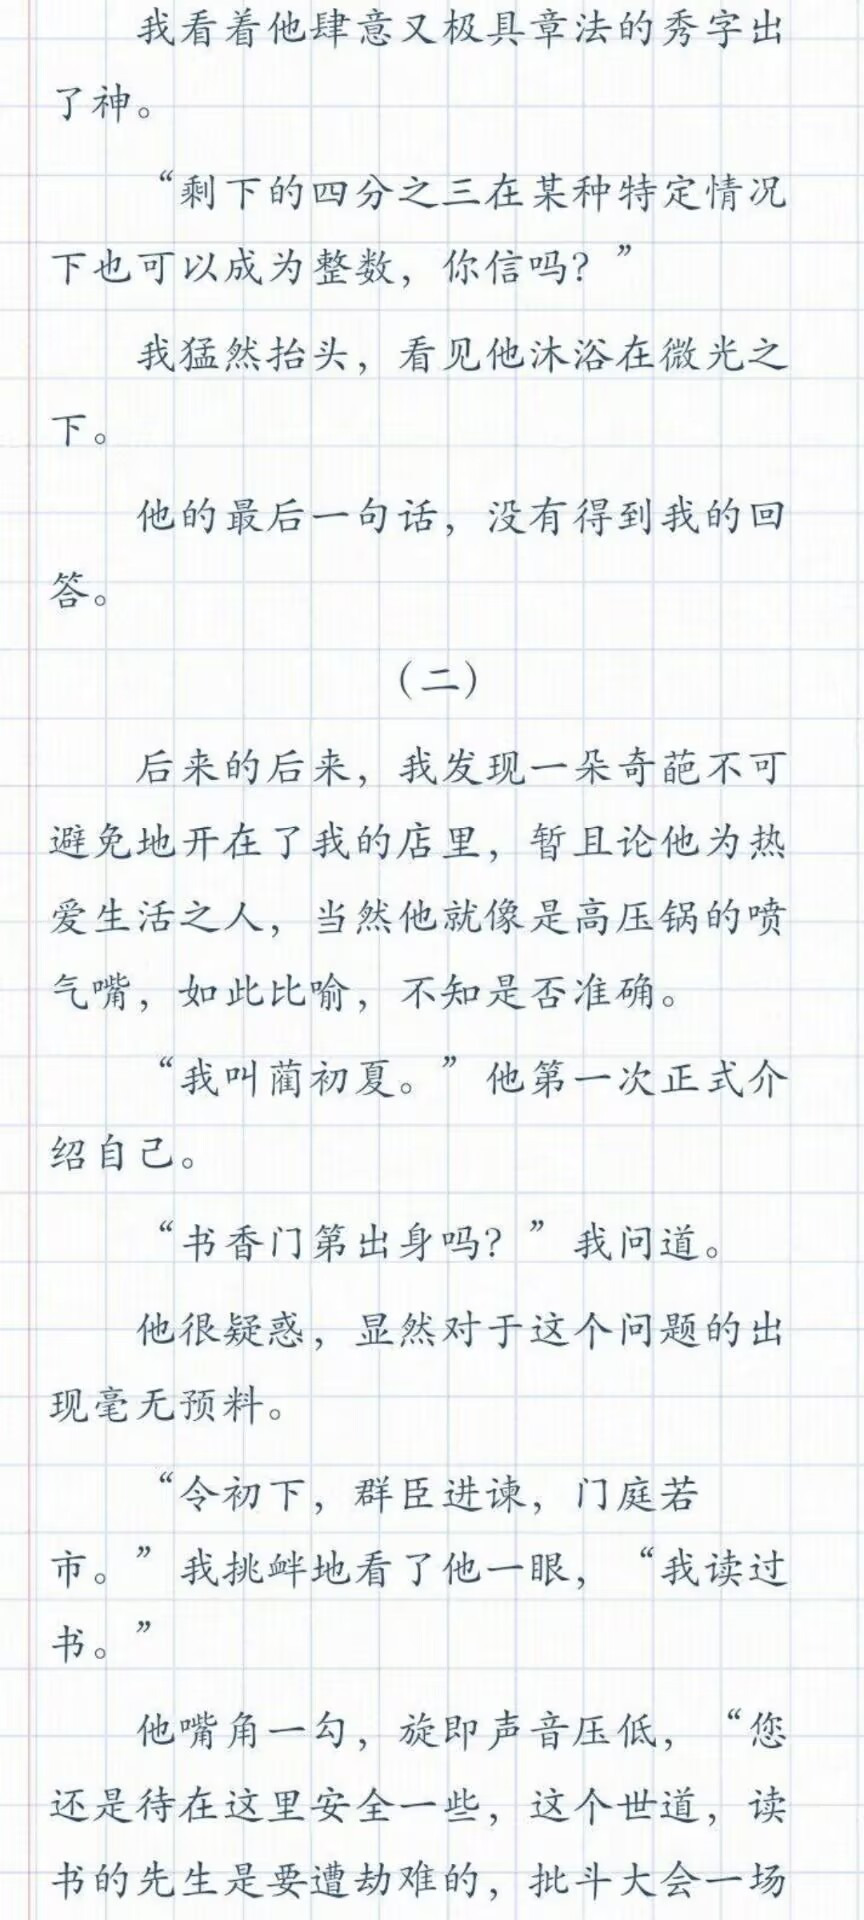 我看着他肆意又极具章法的秀字出
了神。
“剩下的四分之三在某种特定情况
下也可以成为整数，你信吗？”
我猛然抬头，看见他沐浴在微光之
下。
他的最后一句话，没有得到我的回
答。
（二）
后来的后来，我发现一朵奇葩不可
避免地开在了我的店里，暂且论他为热
爱生活之人，当然他就像是高压锅的喷
气嘴，如此比喻，不知是否准确。
“我叫蔺初夏。”他第一次正式介
绍自己。
“书香门第出身吗？”我问道。
他很疑惑，显然对于这个问题的出
现毫无预料。
“令初下，群臣进谏，门庭若
市。”我挑衅地看了他一眼，“我读过
书。”
他嘴角一勾，旋即声音压低，“您
还是待在这里安全一些，这个世道，读
书的先生是要遭劫难的，批斗大会一场